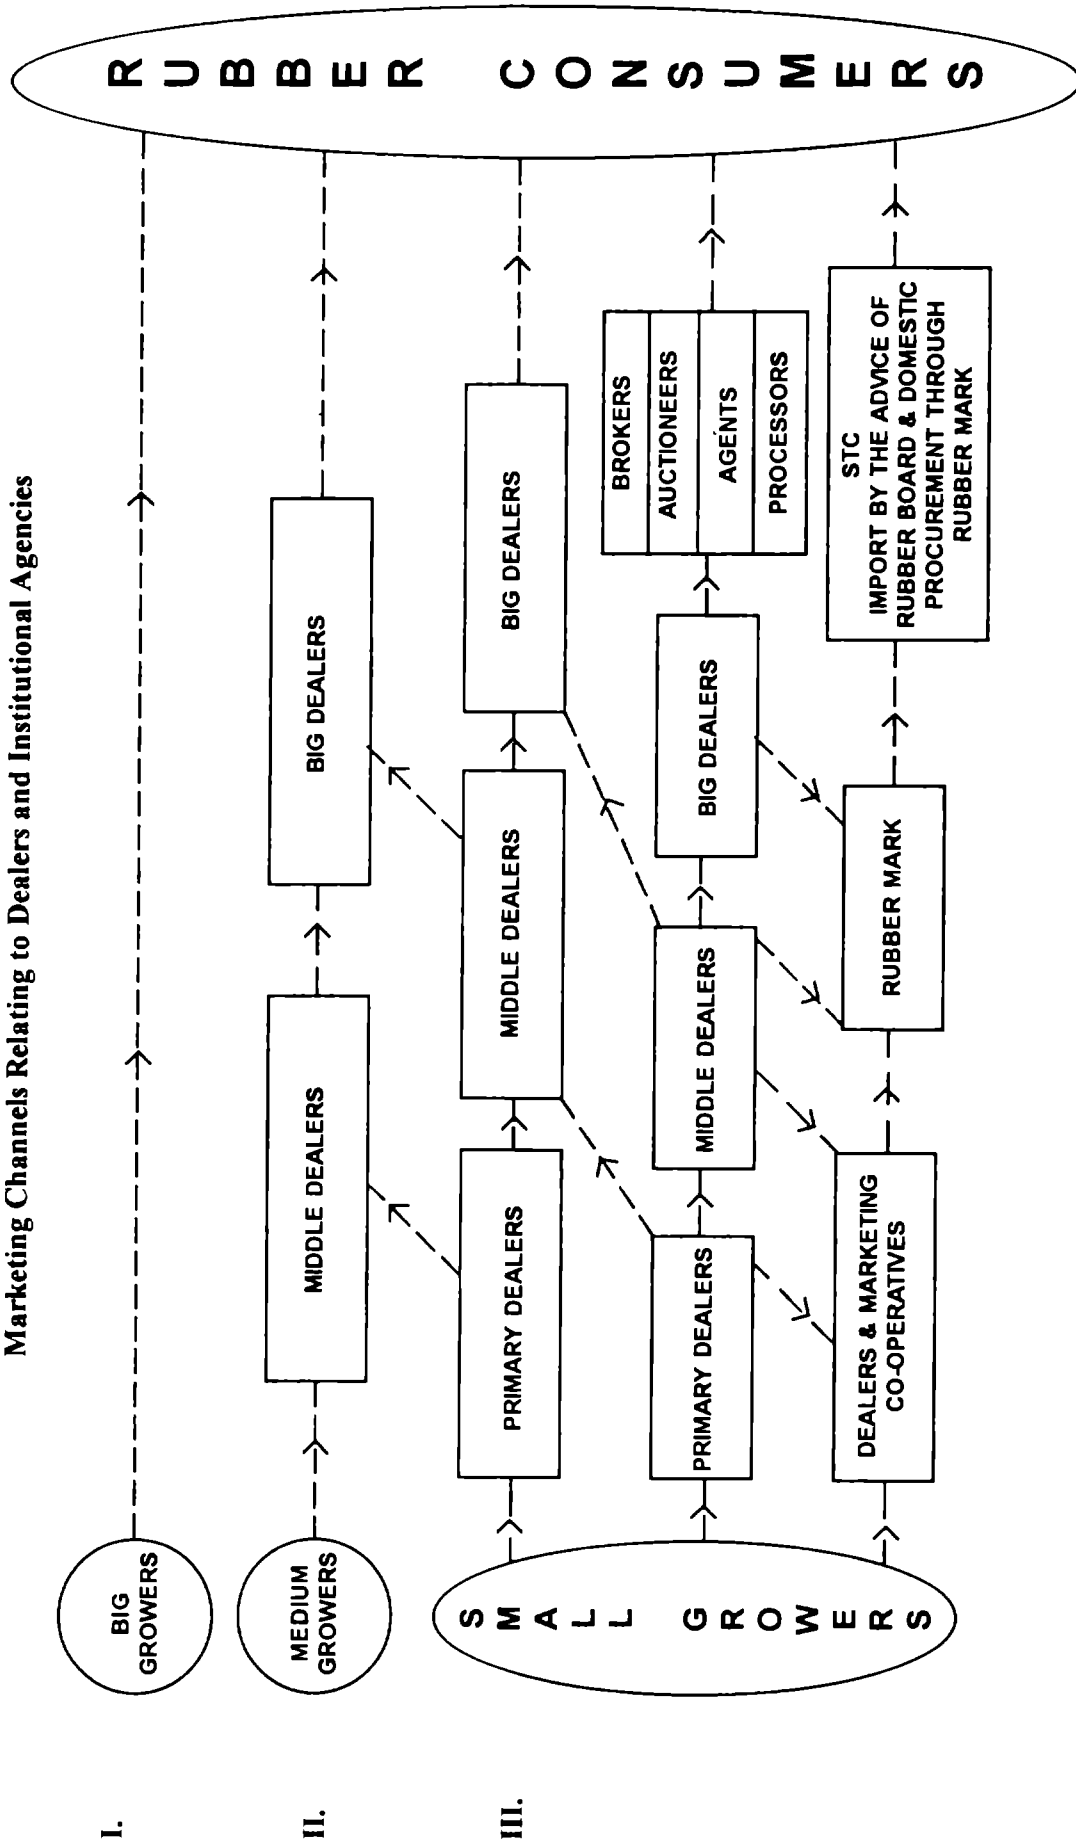 Marketing Channels Relating to Dealers and Institutional Agencies
I.
BIG
GROWERS
II.
MEDIUM
GROWERS
MIDDLE DEALERS
BIG DEALERS
III.
SMALL GROWERS
PRIMARY DEALERS
MIDDLE DEALERS
BIG DEALERS
PRIMARY DEALERS
MIDDLE DEALERS
BIG DEALERS
BROKERS
AUCTIONEERS
AGENTS
PROCESSORS
DEALERS & MARKETING
CO-OPERATIVES
RUBBER MARK
STC
IMPORT BY THE ADVICE OF
RUBBER BOARD & DOMESTIC
PROCUREMENT THROUGH
RUBBER MARK
RUBBER CONSUMERS